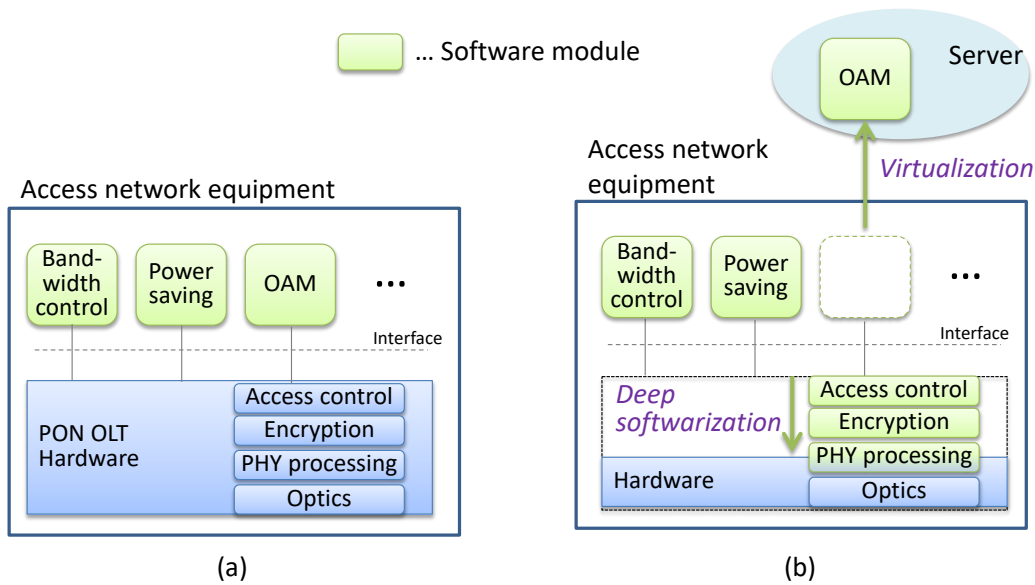 ... Software module
Server
OAM
Virtualization
Access network equipment
Band-
width
control
Power
saving
OAM
...
Interface
PON OLT
Hardware
Access control
Encryption
PHY processing
Optics
(a)
Access network
equipment
Band-
width
control
Power
saving
...
Interface
Deep
softwarization
Access control
Encryption
PHY processing
Hardware
Optics
(b)